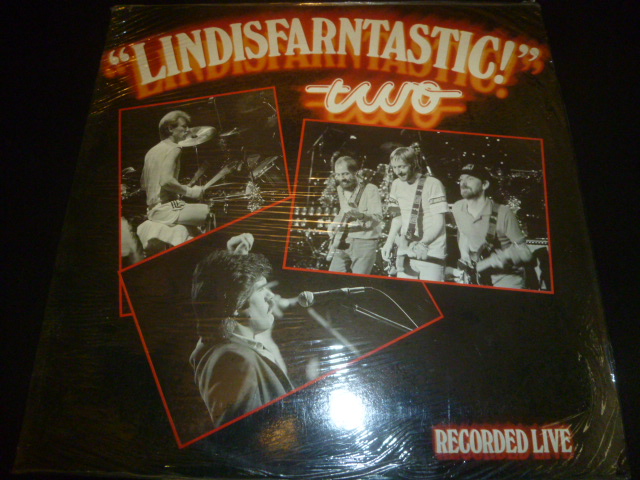 "LINDISFARNTASTIC!"
two
RECORDED LIVE